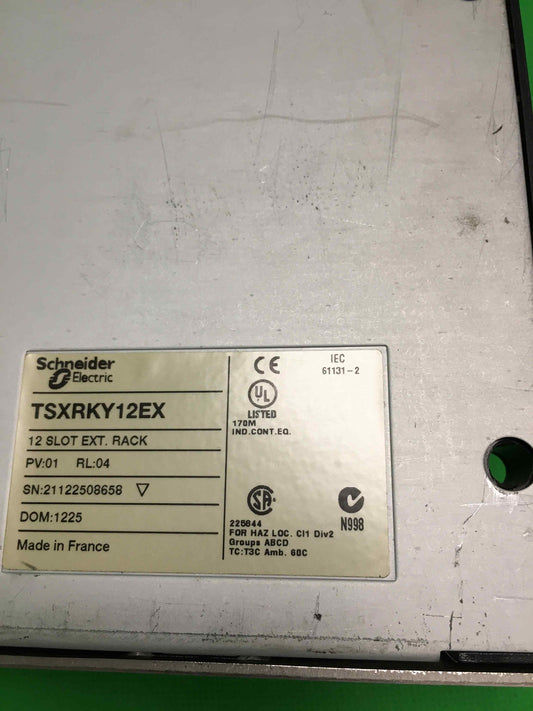 Schneider
Electric
TSXRKY12EX
12 SLOT EXT. RACK
PV:01 RL:04
SN:21122508658
DOM:1225
Made in France
CE
IEC
61131-2
UL
LISTED
170M
IND.CONT.EQ.
SA
N998
225644
FOR HAZ LOC. Cl1 Div2
Groups ABCD
TC:T3C Amb. 60C